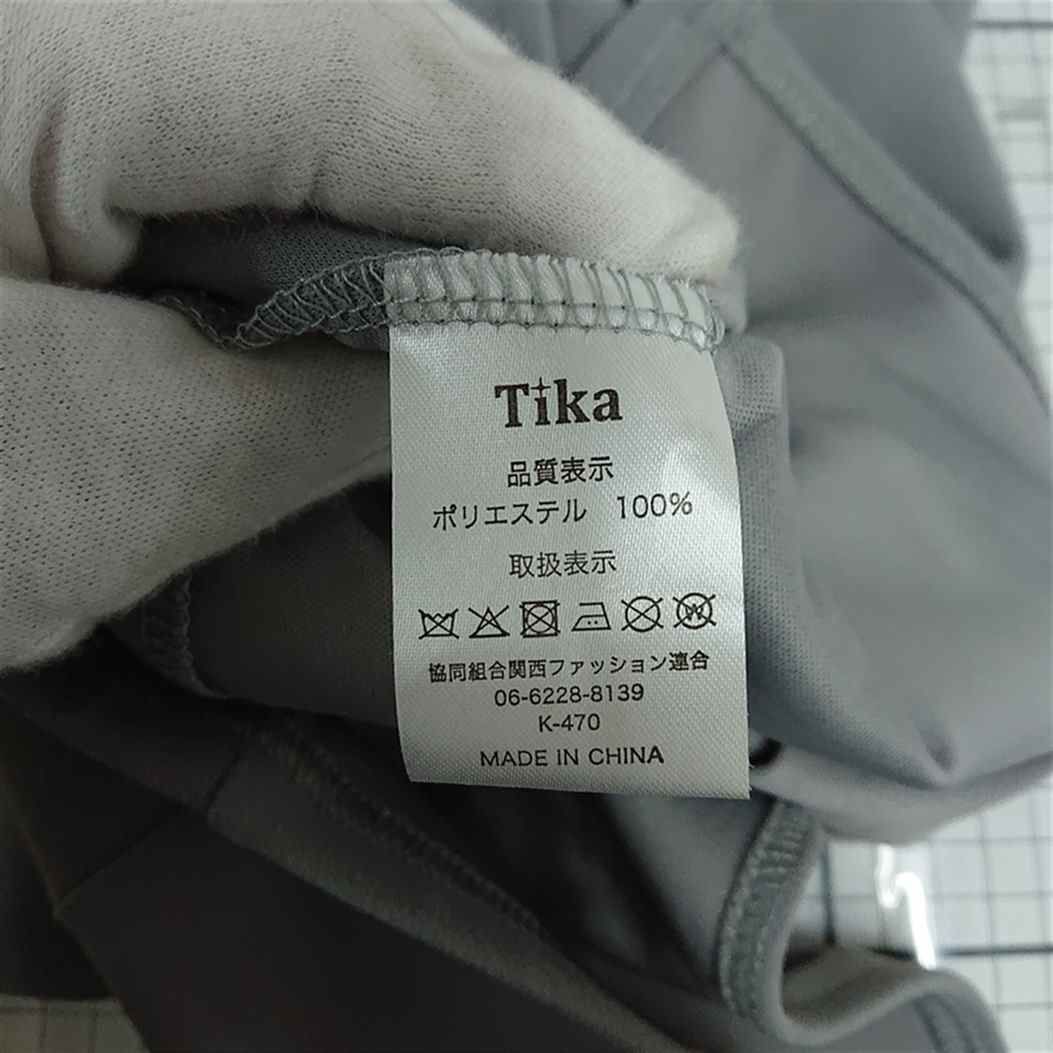 Tika
品質表示
ポリエステル 100%
取扱表示
協同組合関西ファッション連合
06-6228-8139
K-470
MADE IN CHINA